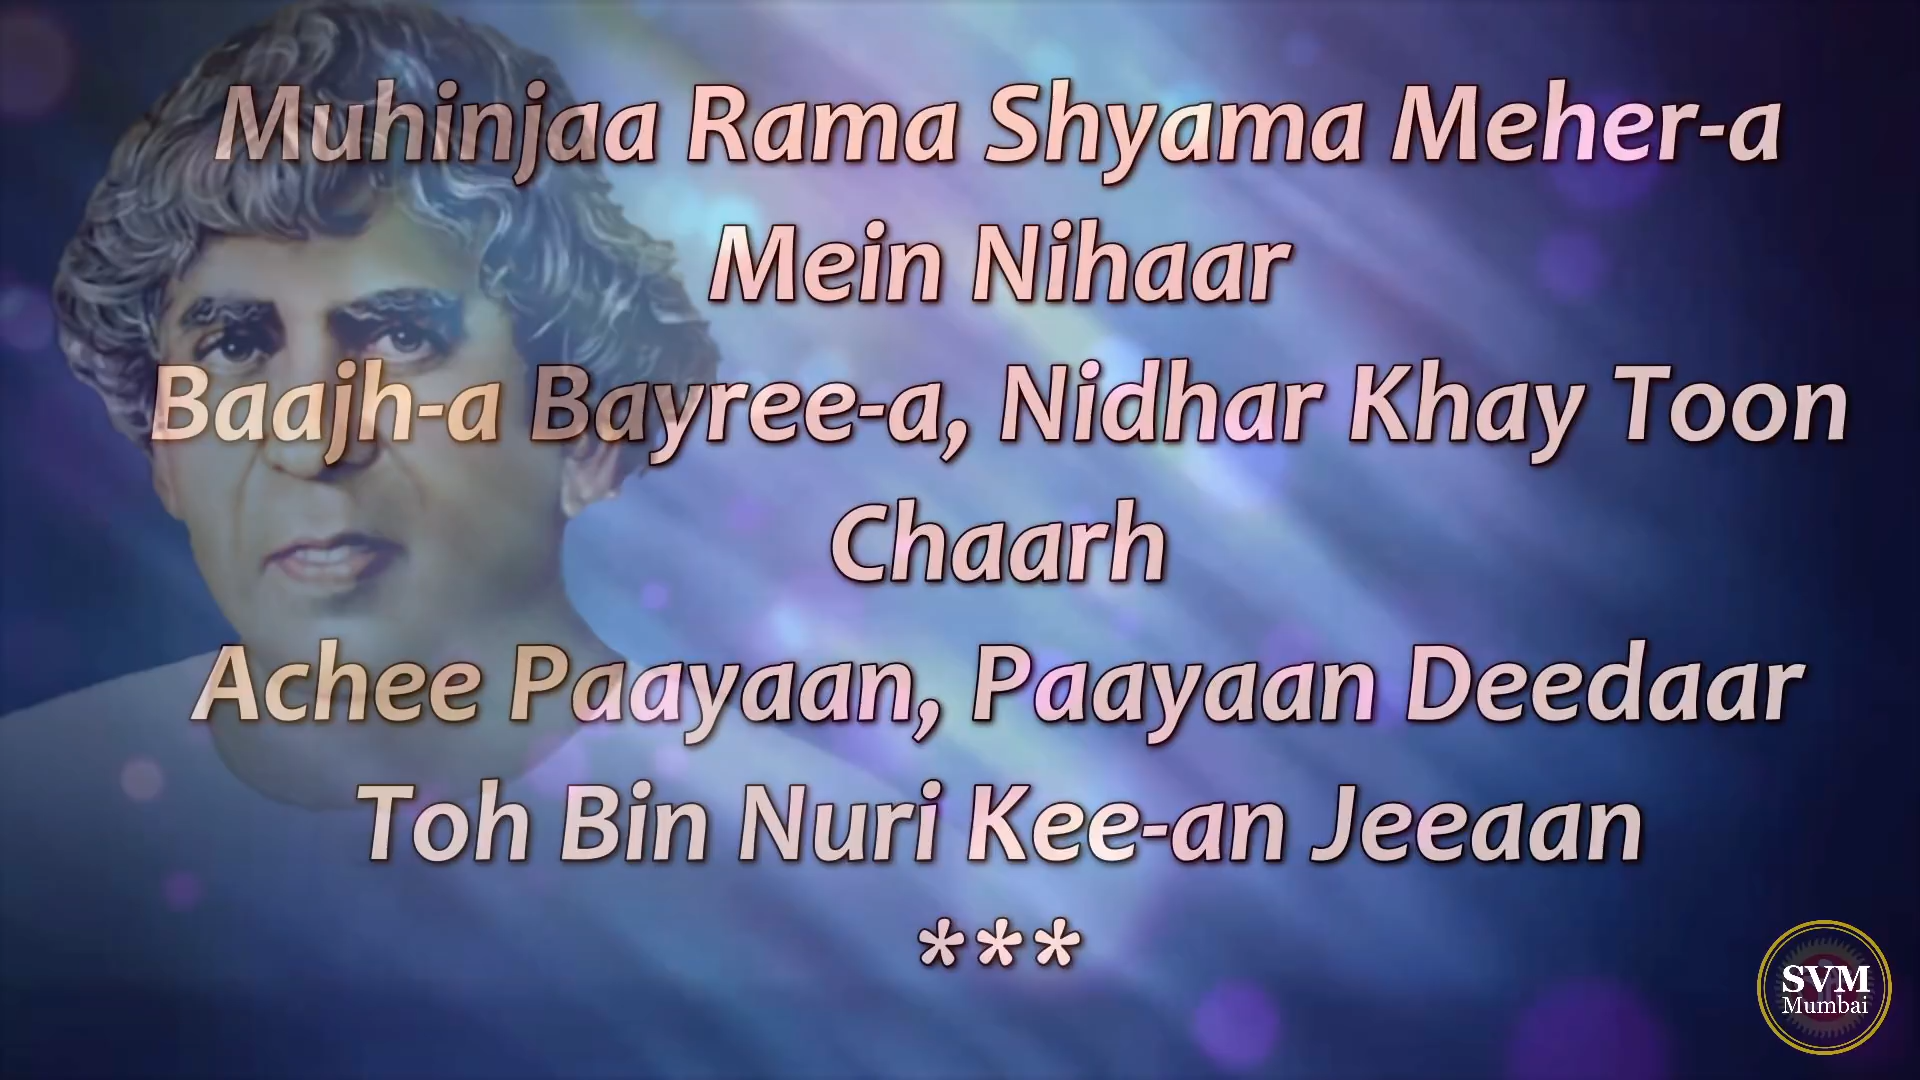 Muhinjaa Rama Shyama Meher-a
Mein Nihaar
Baajh-a Bayree-a, Nidhar Khay Toon
Chaarh
Achee Paayaan, Paayaan Deedaar
Toh Bin Nuri Kee-an Jeeaan
***
SVM
Mumbai